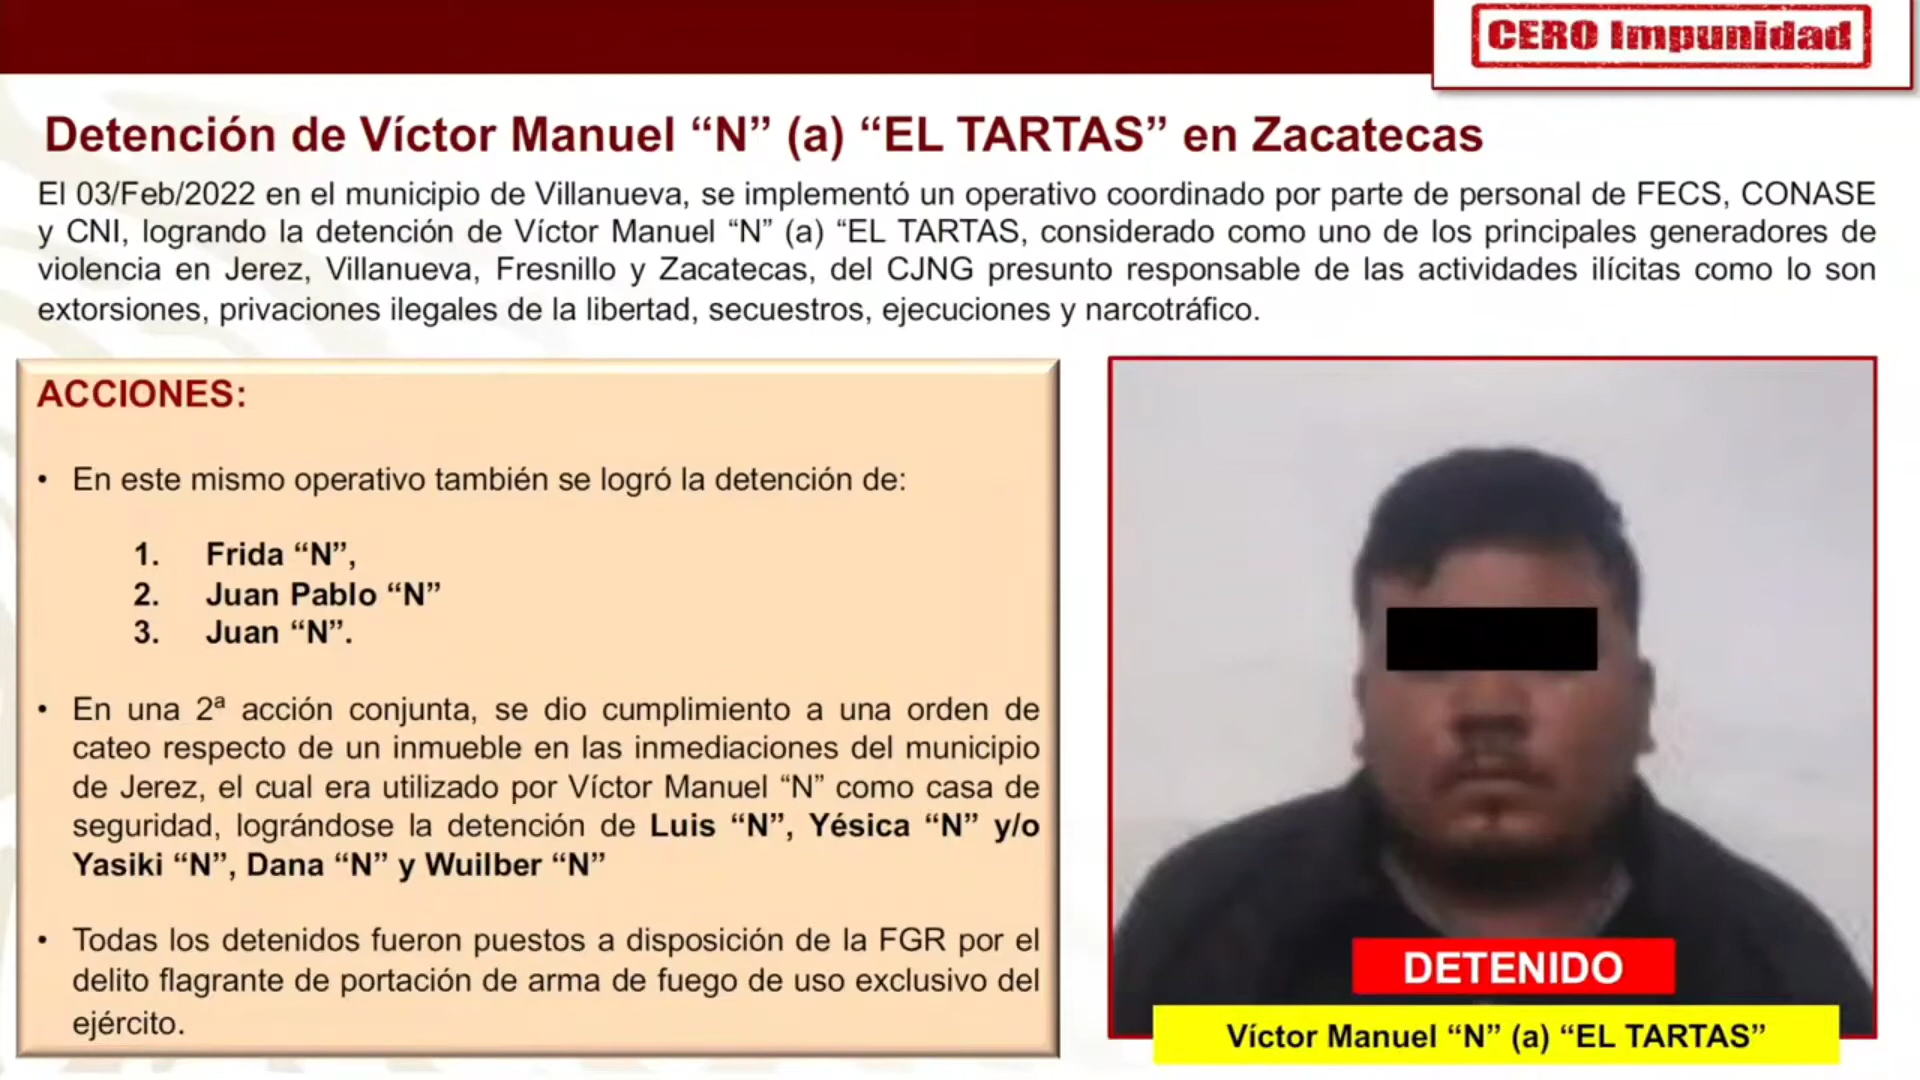 CERO Impunidad
Detención de Víctor Manuel “N” (a) “EL TARTAS” en Zacatecas
El 03/Feb/2022 en el municipio de Villanueva, se implementó un operativo coordinado por parte de personal de FECS, CONASE
y CNI, logrando la detención de Víctor Manuel “N” (a) “EL TARTAS, considerado como uno de los principales generadores de
violencia en Jerez, Villanueva, Fresnillo y Zacatecas, del CJNG presunto responsable de las actividades ilícitas como lo son
extorsiones, privaciones ilegales de la libertad, secuestros, ejecuciones y narcotráfico.
ACCIONES:
• En este mismo operativo también se logró la detención de:
1. Frida “N”,
2. Juan Pablo “N”
3. Juan “N”.
• En una 2ª acción conjunta, se dio cumplimiento a una orden de
cateo respecto de un inmueble en las inmediaciones del municipio
de Jerez, el cual era utilizado por Víctor Manuel “N” como casa de
seguridad, lográndose la detención de Luis “N”, Yésica “N” y/o
Yasiki “N”, Dana “N” y Wuilber “N”
• Todas los detenidos fueron puestos a disposición de la FGR por el
delito flagrante de portación de arma de fuego de uso exclusivo del
ejército.
DETENIDO
Víctor Manuel “N” (a) “EL TARTAS”